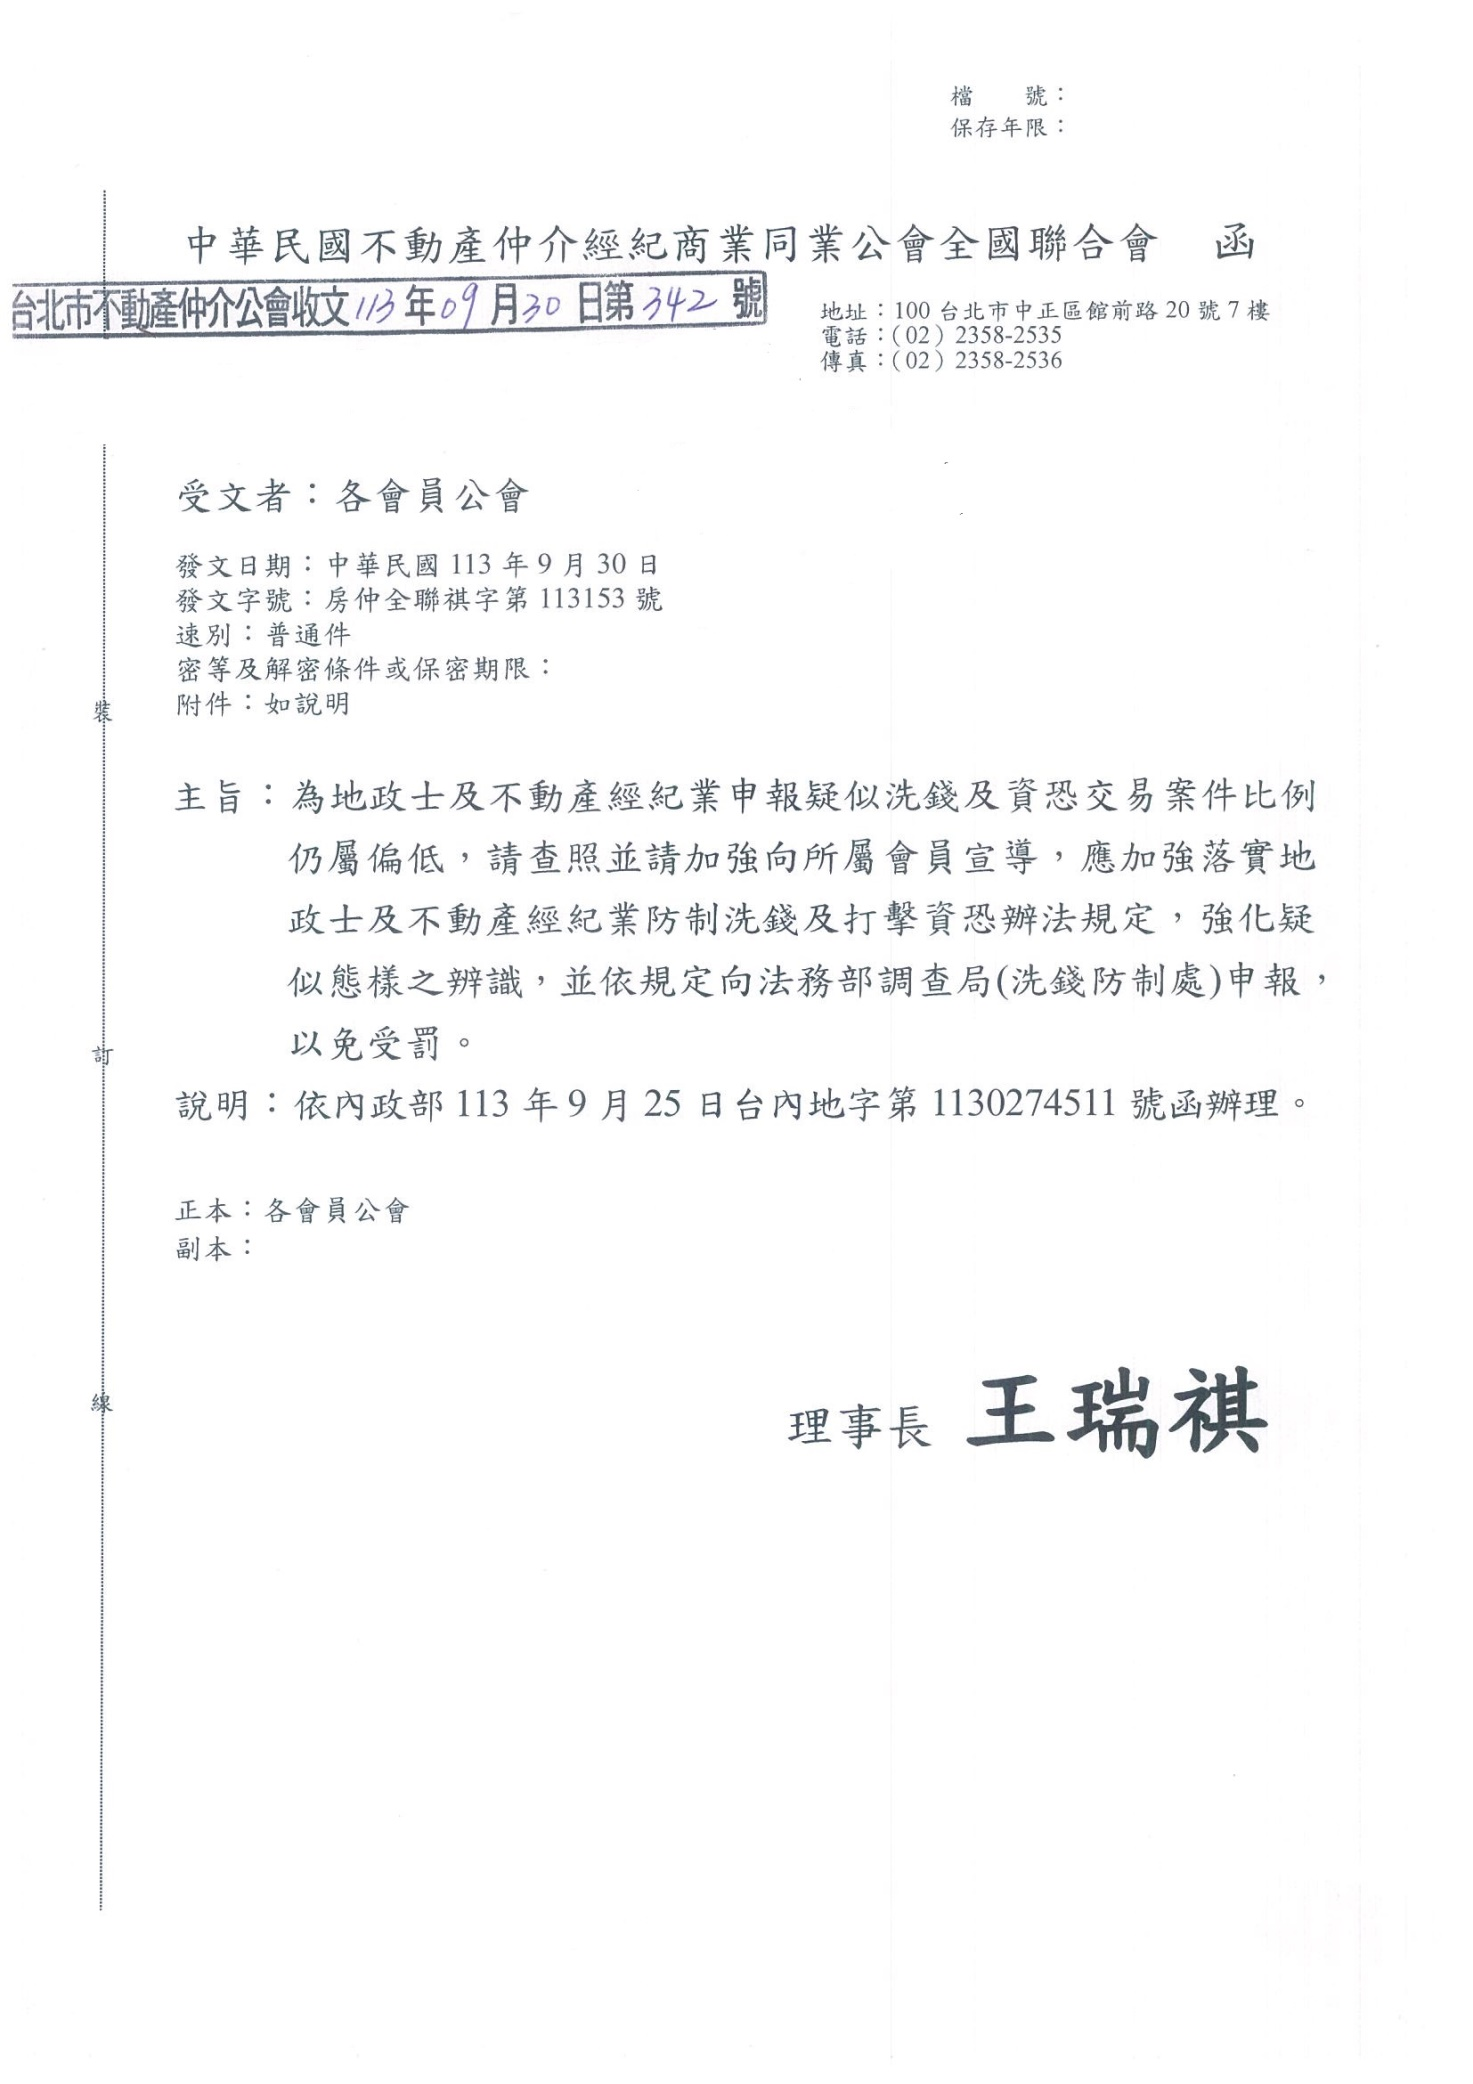 檔　　號：
保存年限：
中華民國不動產仲介經紀商業同業公會全國聯合會　函
台北市不動產仲介公會收文113年09月30日第342號
地址：100台北市中正區館前路20號7樓
電話：(02) 2358-2535
傳真：(02) 2358-2536
受文者：各會員公會
發文日期：中華民國113年9月30日
發文字號：房仲全聯祺字第113153號
速別：普通件
密等及解密條件或保密期限：
附件：如說明
主旨：為地政士及不動產經紀業申報疑似洗錢及資恐交易案件比例
仍屬偏低，請查照並請加強向所屬會員宣導，應加強落實地
政士及不動產經紀業防制洗錢及打擊資恐辦法規定，強化疑
似態樣之辨識，並依規定向法務部調查局(洗錢防制處)申報，
以免受罰。
說明：依內政部113年9月25日台內地字第1130274511號函辦理。
正本：各會員公會
副本：
理事長 王瑞祺
裝
訂
線